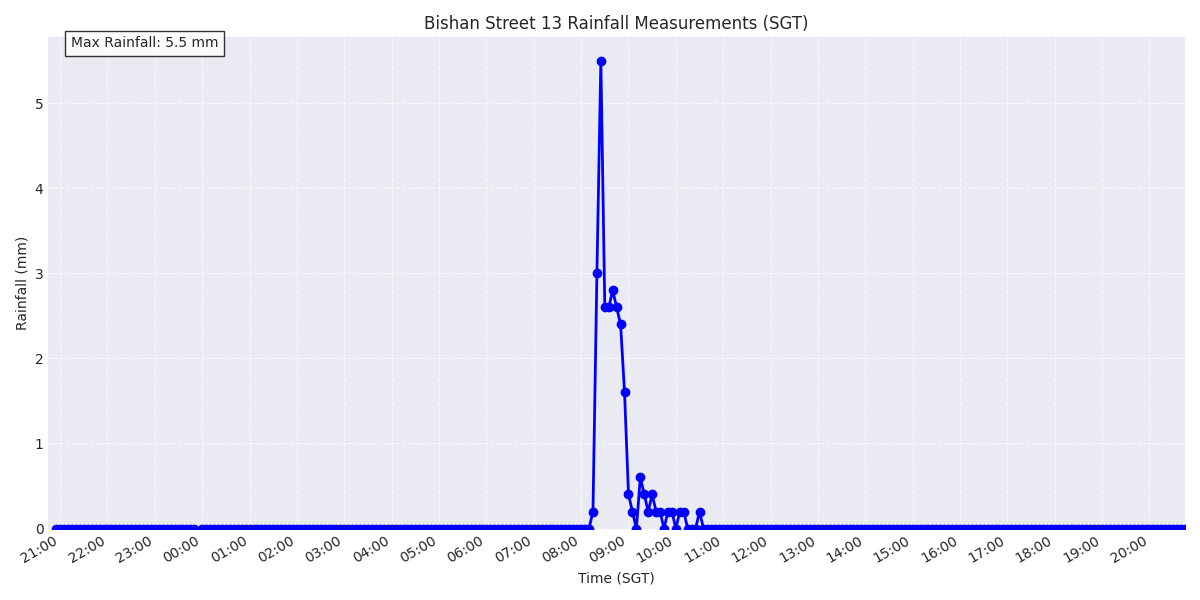 Bishan Street 13 Rainfall Measurements (SGT)
Max Rainfall: 5.5 mm
Rainfall (mm)
5
4
3
2
1
0
21:00 22:00 23:00 00:00 01:00 02:00 03:00 04:00 05:00 06:00 07:00 08:00 09:00 10:00 11:00 12:00 13:00 14:00 15:00 16:00 17:00 18:00 19:00 20:00
Time (SGT)